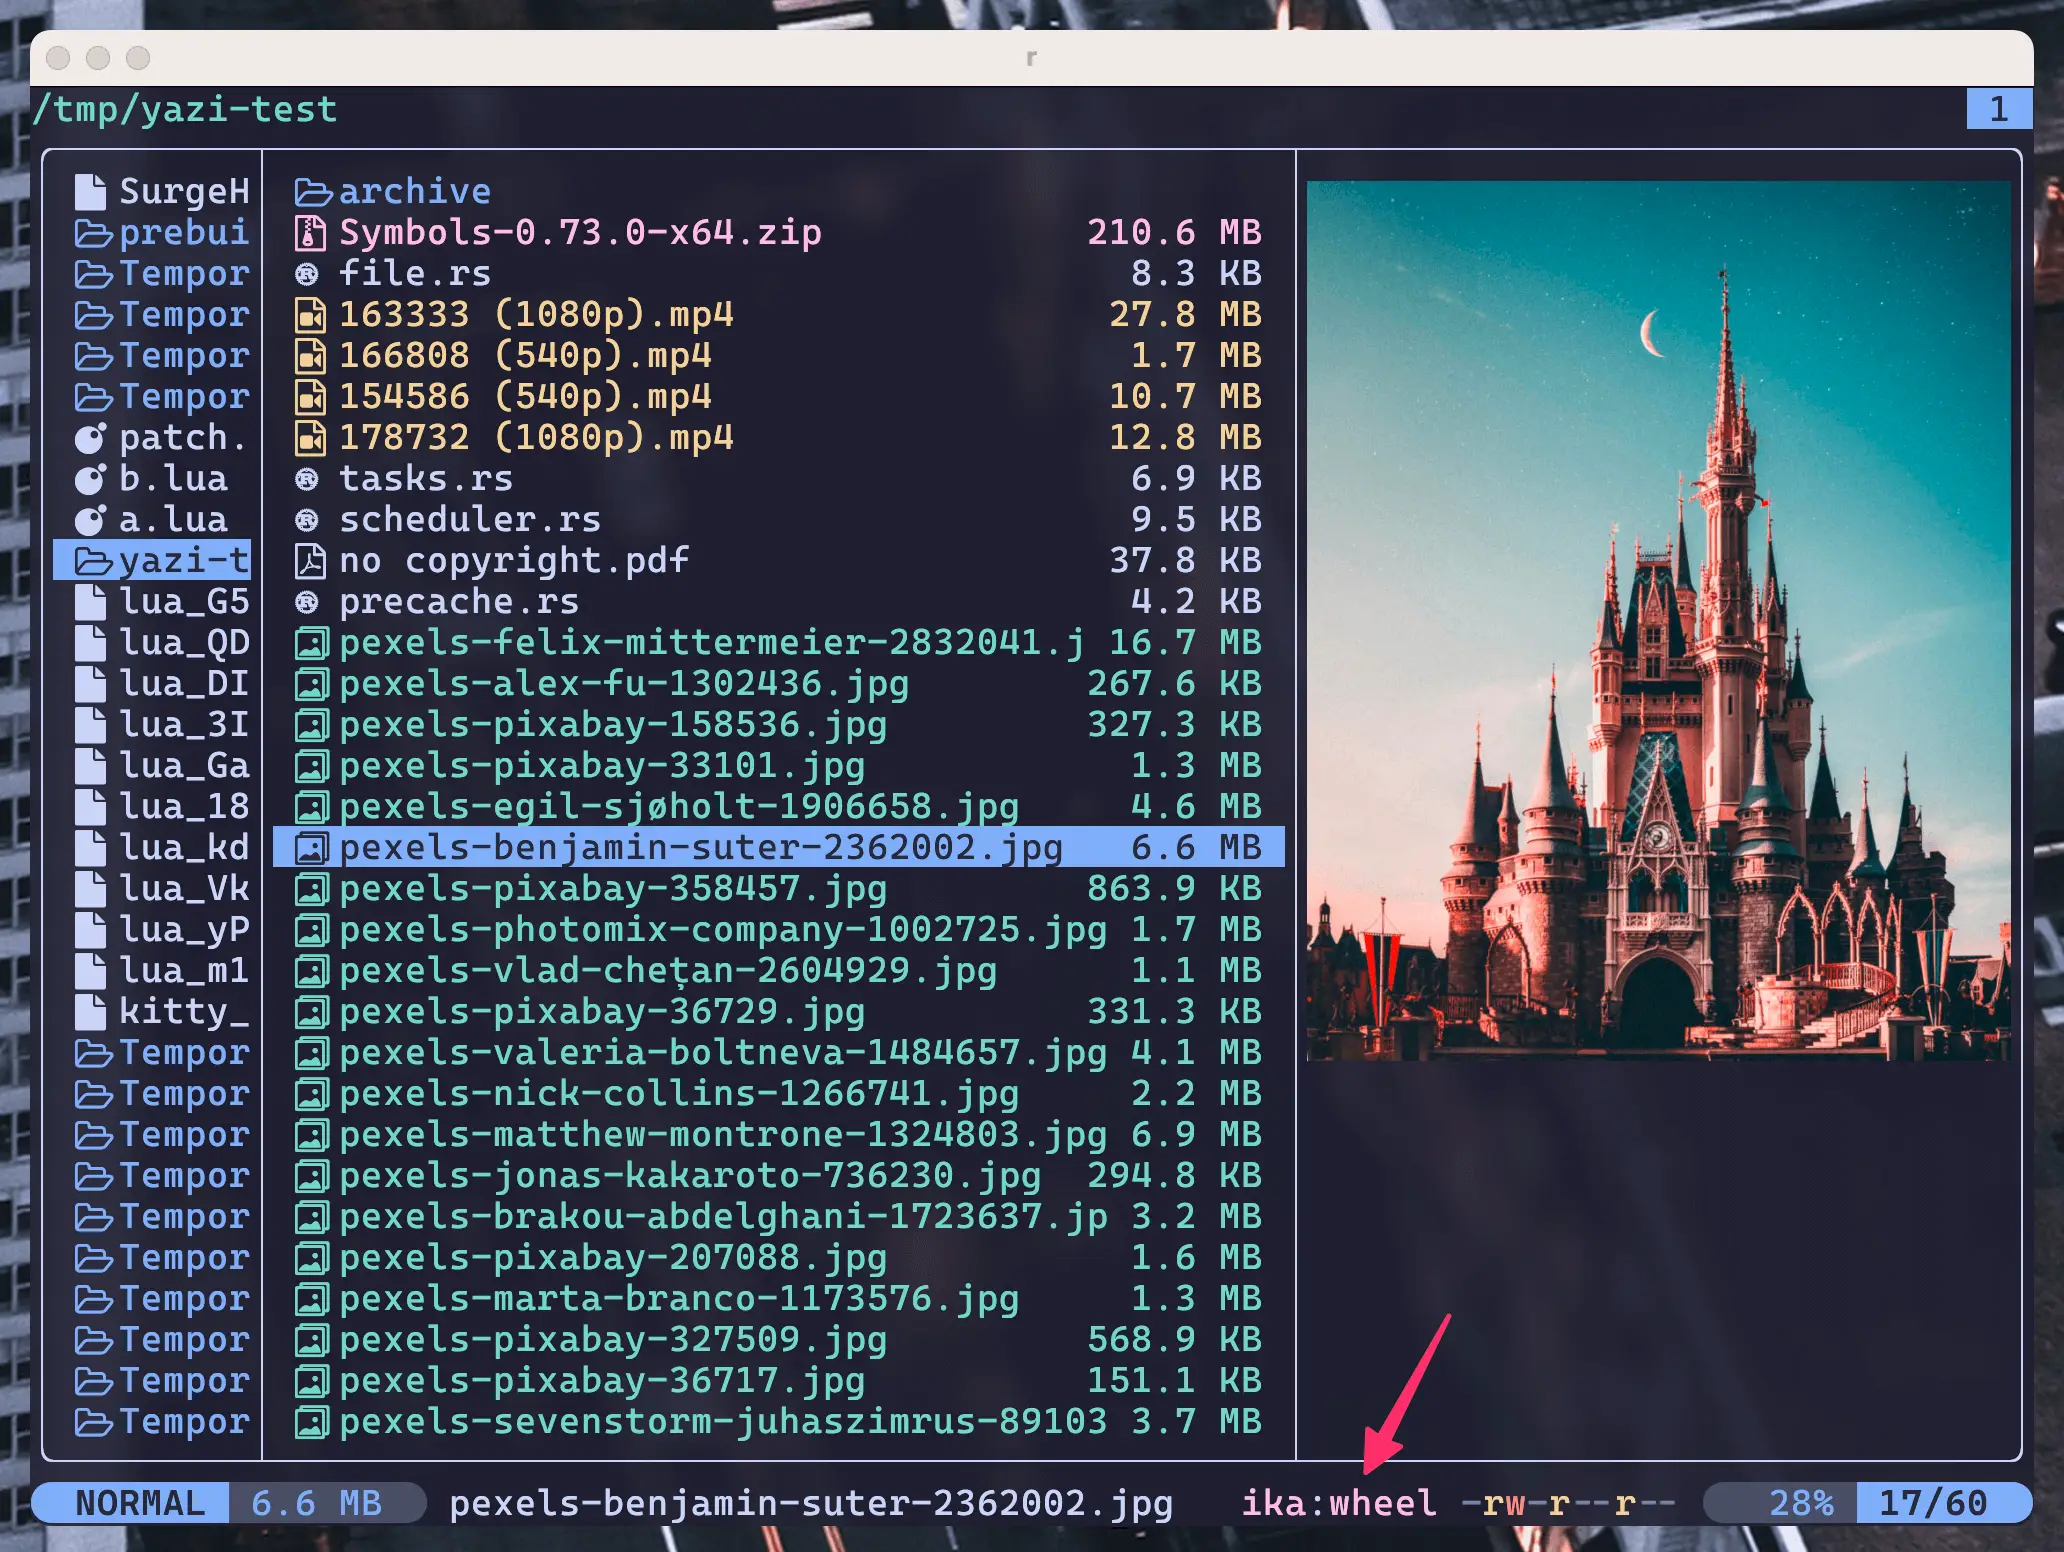 r
/tmp/yazi-test
1
SurgeH
prebui
Tempor
Tempor
Tempor
Tempor
patch.
b.lua
a.lua
yazi-t
lua_G5
lua_QD
lua_DI
lua_3I
lua_Ga
lua_18
lua_kd
lua_Vk
lua_yP
lua_m1
kitty_
Tempor
Tempor
Tempor
Tempor
Tempor
Tempor
Tempor
Tempor
Tempor
Tempor
archive
Symbols-0.73.0-x64.zip 210.6 MB
file.rs 8.3 KB
163333 (1080p).mp4 27.8 MB
166808 (540p).mp4 1.7 MB
154586 (540p).mp4 10.7 MB
178732 (1080p).mp4 12.8 MB
tasks.rs 6.9 KB
scheduler.rs 9.5 KB
no copyright.pdf 37.8 KB
precache.rs 4.2 KB
pexels-felix-mittermeier-2832041.j 16.7 MB
pexels-alex-fu-1302436.jpg 267.6 KB
pexels-pixabay-158536.jpg 327.3 KB
pexels-pixabay-33101.jpg 1.3 MB
pexels-egil-sjøholt-1906658.jpg 4.6 MB
pexels-benjamin-suter-2362002.jpg 6.6 MB
pexels-pixabay-358457.jpg 863.9 KB
pexels-photomix-company-1002725.jpg 1.7 MB
pexels-vlad-chețan-2604929.jpg 1.1 MB
pexels-pixabay-36729.jpg 331.3 KB
pexels-valeria-boltneva-1484657.jpg 4.1 MB
pexels-nick-collins-1266741.jpg 2.2 MB
pexels-matthew-montrone-1324803.jpg 6.9 MB
pexels-jonas-kakaroto-736230.jpg 294.8 KB
pexels-brakou-abdelghani-1723637.jp 3.2 MB
pexels-pixabay-207088.jpg 1.6 MB
pexels-marta-branco-1173576.jpg 1.3 MB
pexels-pixabay-327509.jpg 568.9 KB
pexels-pixabay-36717.jpg 151.1 KB
pexels-sevenstorm-juhaszimrus-89103 3.7 MB
NORMAL 6.6 MB pexels-benjamin-suter-2362002.jpg ika:wheel -rw-r--r-- 28% 17/60